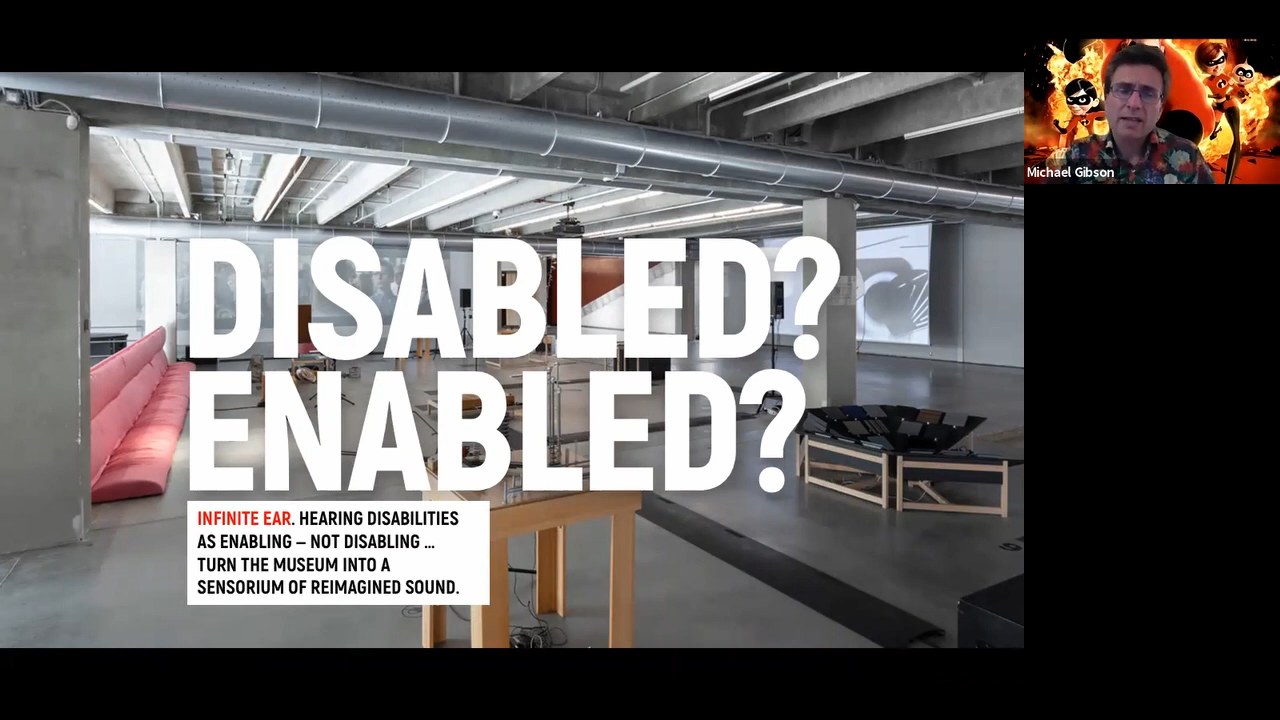 DISABLED?
ENABLED?
INFINITE EAR. HEARING DISABILITIES
AS ENABLING – NOT DISABLING ...
TURN THE MUSEUM INTO A
SENSORIUM OF REIMAGINED SOUND.
Michael Gibson